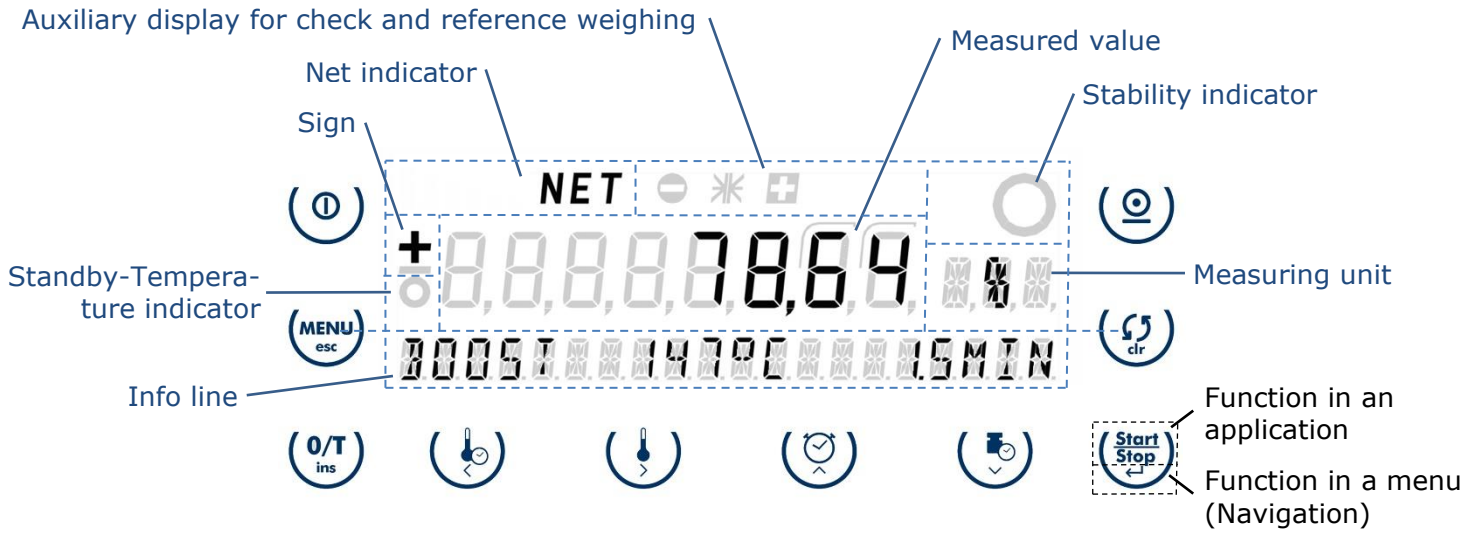 Auxiliary display for check and reference weighing
Measured value
Net indicator
Stability indicator
Sign
NET
+ 78,64
Standby-Tempera-
ture indicator
Measuring unit
MENU
esc
clr
BOOST 147°C 1.5MIN
Info line
Function in an
application
0/T
ins
Start
Stop
Function in a menu
(Navigation)